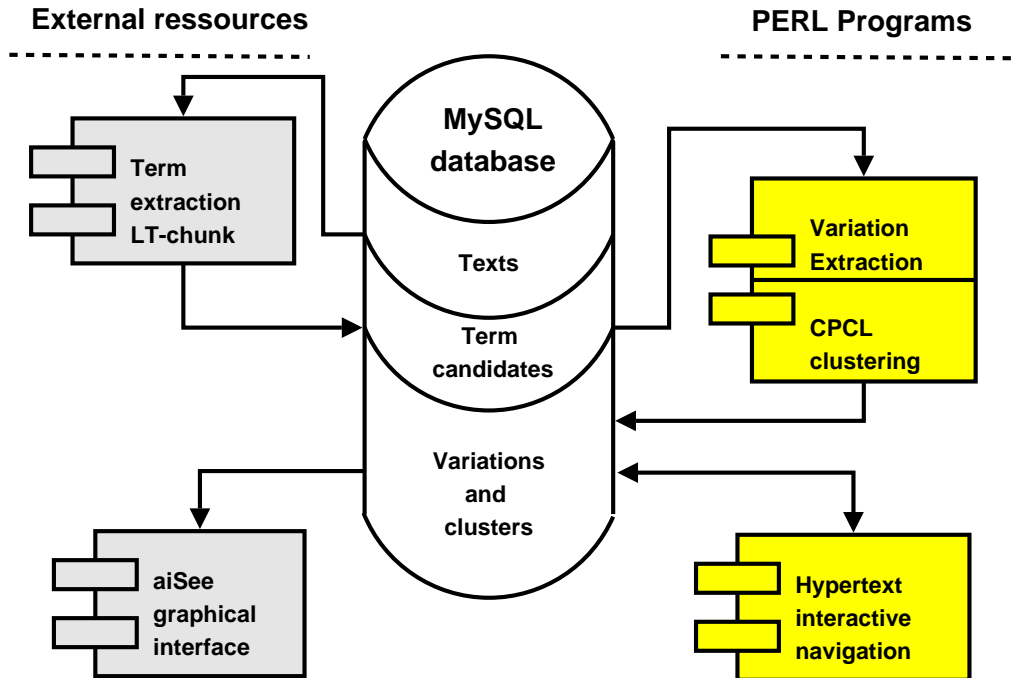 External ressources
PERL Programs
MySQL
database
Term
extraction
LT-chunk
Texts
Term
candidates
Variation
Extraction
CPCL
clustering
Variations
and
clusters
aiSee
graphical
interface
Hypertext
interactive
navigation